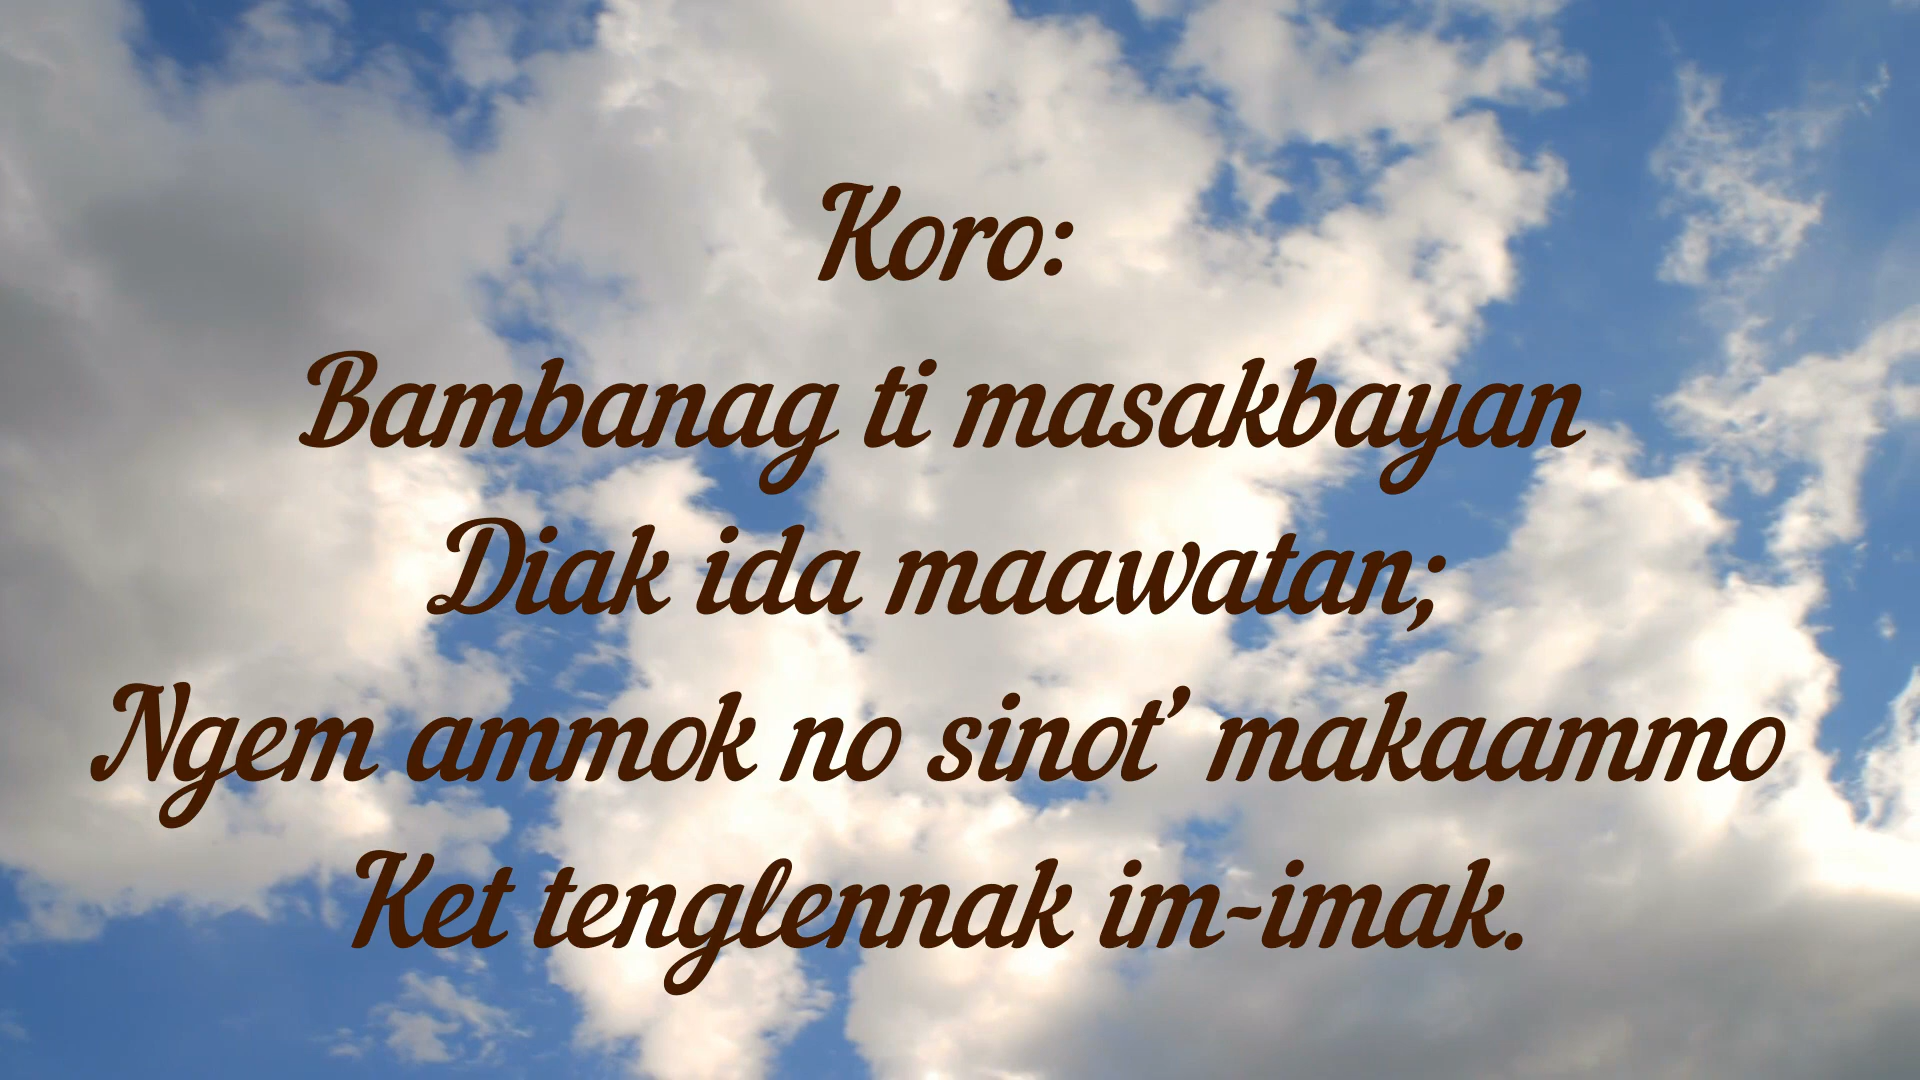 Koro:
Bambanag ti masakbayan
Diak ida maawatan;
Ngem ammok no sinot’ makaammo
Ket tenglennak im-imak.